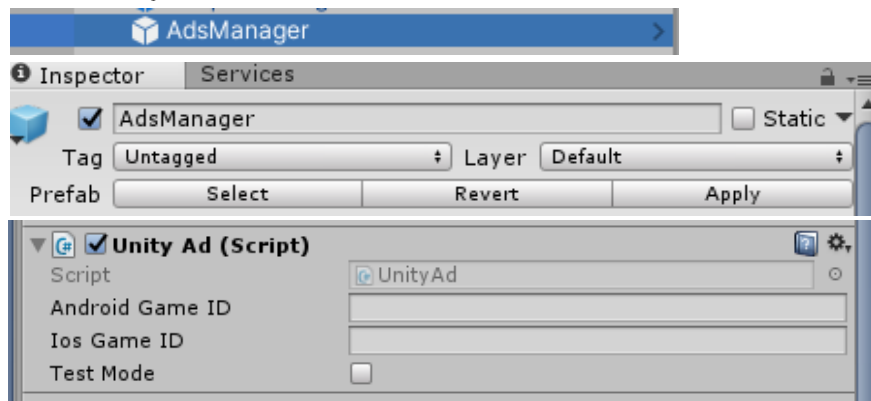 AdsManager
Inspector Services
AdsManager Static
Tag Untagged Layer Default
Prefab Select Revert Apply
Unity Ad (Script)
Script UnityAd
Android Game ID
Ios Game ID
Test Mode